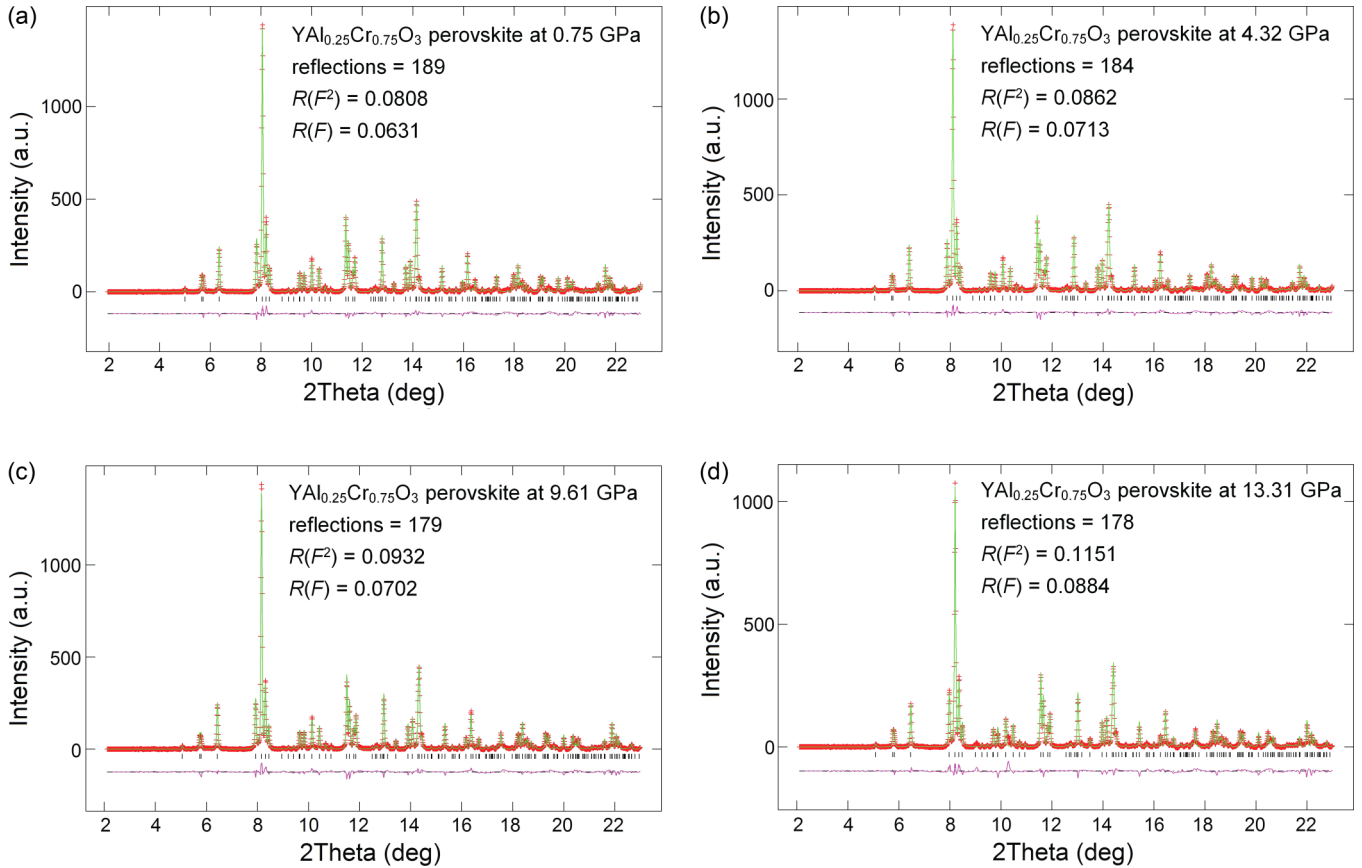 (a)
YAl0.25Cr0.75O3 perovskite at 0.75 GPa
reflections = 189
R(F2) = 0.0808
R(F) = 0.0631
Intensity (a.u.)
1000
500
0
2 4 6 8 10 12 14 16 18 20 22
2Theta (deg)
(b)
YAl0.25Cr0.75O3 perovskite at 4.32 GPa
reflections = 184
R(F2) = 0.0862
R(F) = 0.0713
Intensity (a.u.)
1000
500
0
2 4 6 8 10 12 14 16 18 20 22
2Theta (deg)
(c)
YAl0.25Cr0.75O3 perovskite at 9.61 GPa
reflections = 179
R(F2) = 0.0932
R(F) = 0.0702
Intensity (a.u.)
1000
500
0
2 4 6 8 10 12 14 16 18 20 22
2Theta (deg)
(d)
YAl0.25Cr0.75O3 perovskite at 13.31 GPa
reflections = 178
R(F2) = 0.1151
R(F) = 0.0884
Intensity (a.u.)
1000
500
0
2 4 6 8 10 12 14 16 18 20 22
2Theta (deg)